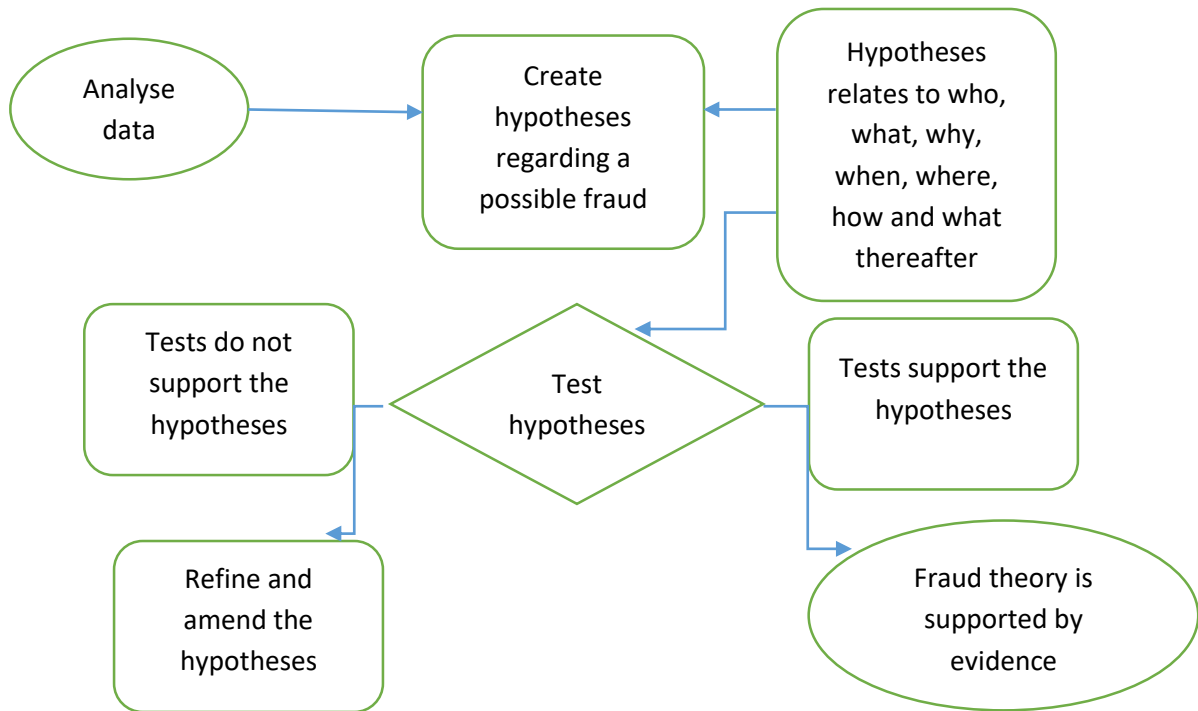 Analyse
data
Create
hypotheses
regarding a
possible fraud
Hypotheses
relates to who,
what, why,
when, where,
how and what
thereafter
Tests do not
support the
hypotheses
Test
hypotheses
Tests support the
hypotheses
Refine and
amend the
hypotheses
Fraud theory is
supported by
evidence